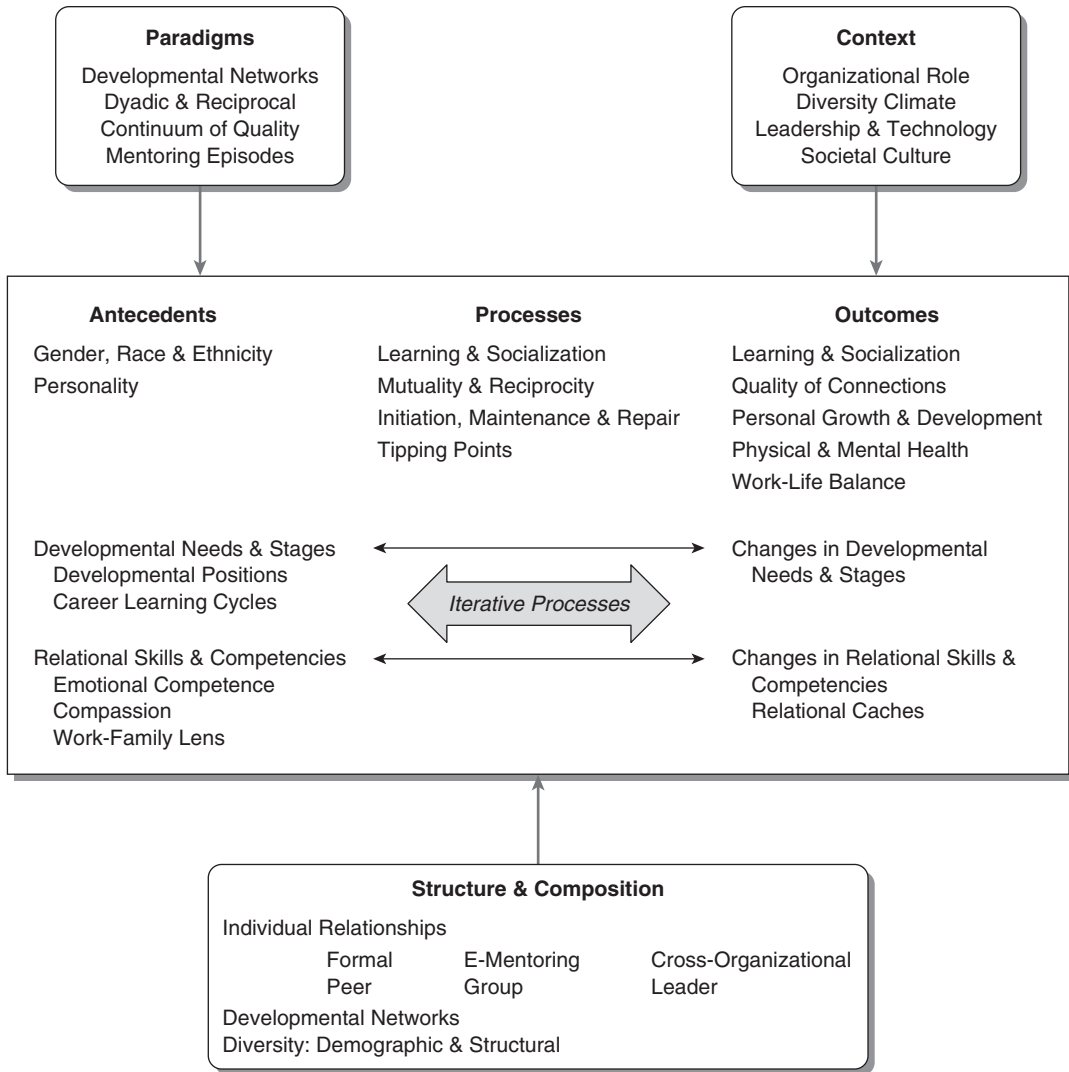 Paradigms
Developmental Networks
Dyadic & Reciprocal
Continuum of Quality
Mentoring Episodes
Context
Organizational Role
Diversity Climate
Leadership & Technology
Societal Culture
Antecedents
Gender, Race & Ethnicity
Personality
Processes
Learning & Socialization
Mutuality & Reciprocity
Initiation, Maintenance & Repair
Tipping Points
Outcomes
Learning & Socialization
Quality of Connections
Personal Growth & Development
Physical & Mental Health
Work-Life Balance
Developmental Needs & Stages
Developmental Positions
Career Learning Cycles
Iterative Processes
Changes in Developmental
Needs & Stages
Relational Skills & Competencies
Emotional Competence
Compassion
Work-Family Lens
Changes in Relational Skills &
Competencies
Relational Caches
Structure & Composition
Individual Relationships
Formal E-Mentoring Cross-Organizational
Peer Group Leader
Developmental Networks
Diversity: Demographic & Structural